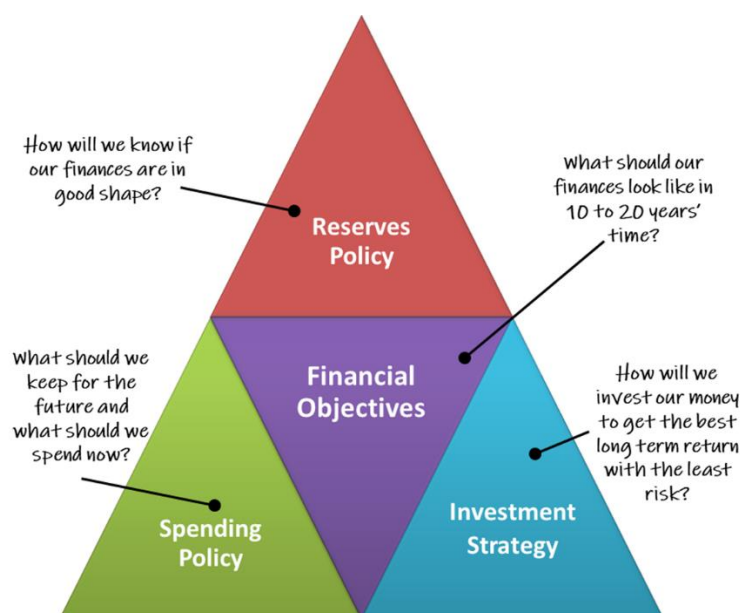 How will we know if
our finances are in
good shape?
What should our
finances look like in
10 to 20 years'
time?
Reserves
Policy
What should we
keep for the
future and
what should we
spend now?
Financial
Objectives
How will we
invest our money
to get the best
long term return
with the least
risk?
Spending
Policy
Investment
Strategy